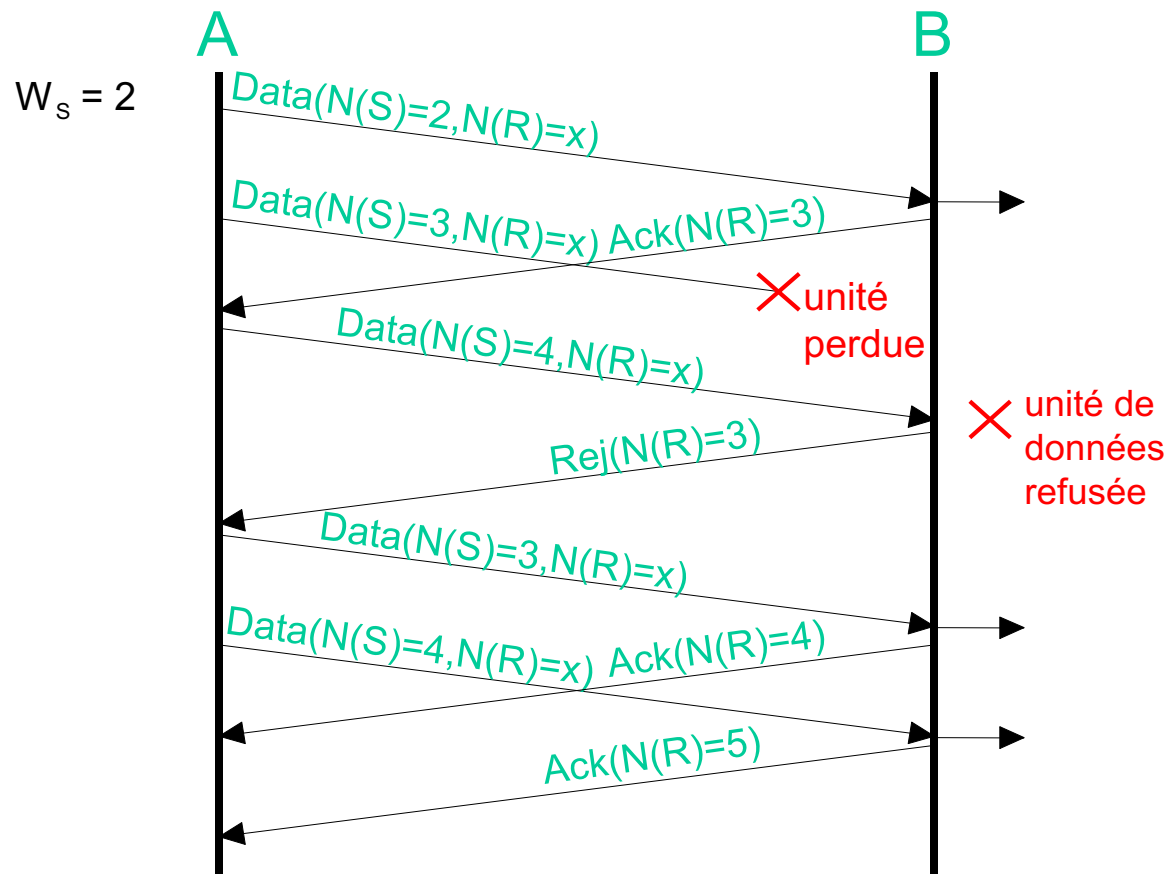 A
B
W_S = 2
Data(N(S)=2,N(R)=x)
Data(N(S)=3,N(R)=x)
Ack(N(R)=3)
unité
perdue
Data(N(S)=4,N(R)=x)
unité de
données
refusée
Rej(N(R)=3)
Data(N(S)=3,N(R)=x)
Data(N(S)=4,N(R)=x)
Ack(N(R)=4)
Ack(N(R)=5)